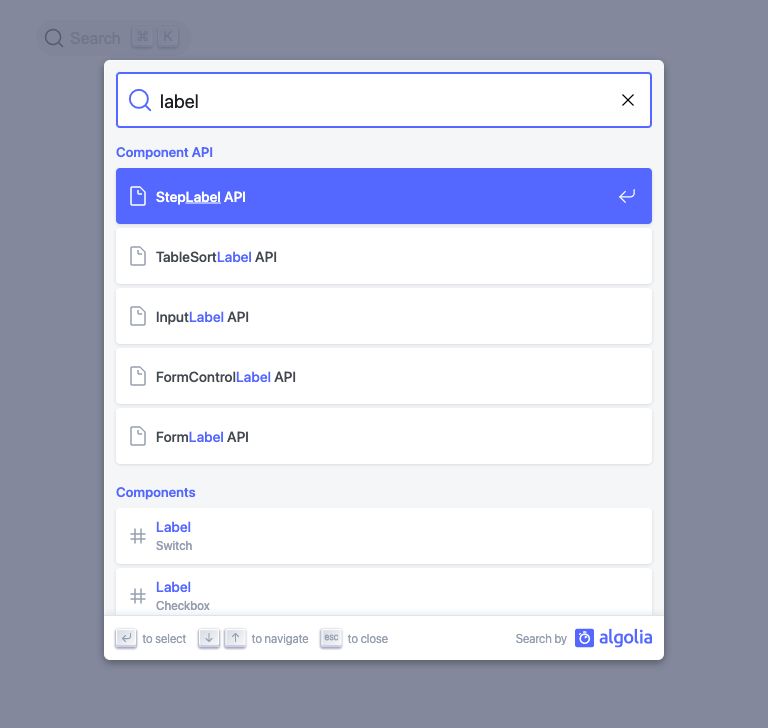 Search ⌘ K
label
Component API
StepLabel API
TableSortLabel API
InputLabel API
FormControlLabel API
FormLabel API
Components
Label
Switch
Label
Checkbox
to select to navigate esc to close Search by algolia